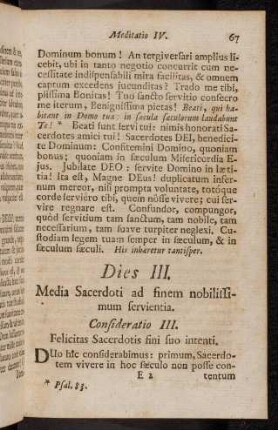 Meditatio IV. 67
Dominum bonum! An tergiversari amplius li-
cebit, ubi in tanto negotio concurrit cum ne-
cessitate indispensabili mira facilitas, & omnem
captum excedens jucunditas? Trado me tibi,
piissima Bonitas! Tuo sancto servitio consecro
me iterum, Benignissima pietas! Beati, qui ha-
bitant in Domo tua: in sæcula sæculorum laudabunt
Te! * Beati sunt servitui nimis honorati Sa-
cerdotes amici tui! Sacerdotes DEI, benedici-
te Dominum: Confitemini Domino, quoniam
bonus; quoniam in sæculum Misericordia E-
jus. Jubilate DEO: servite Domino in læti-
tia! Ita est, Magne DEus! duplicatum infer-
num mereor, nisi prompta voluntate, totóque
corde serviero tibi, quem nôsse vivere; cui ser-
vire regnare est. Confundor, compungor,
quòd servitium tam sanctum, tam nobile, tam
necessarium, tam suave turpiter neglexi. Cu-
stodiam legem tuam semper in sæculum, & in
sæculum sæculi. Hic inhæretur tantisper.
Dies III.
Media Sacerdoti ad finem nobilissi-
mum servientia.
Consideratio III.
Felicitas Sacerdotis fini suo intenti.
DUo hîc considerabimus: primum, Sacerdo-
tem vivere in hoc sæculo non posse con-
E 2 tentum
* Psal. 83.